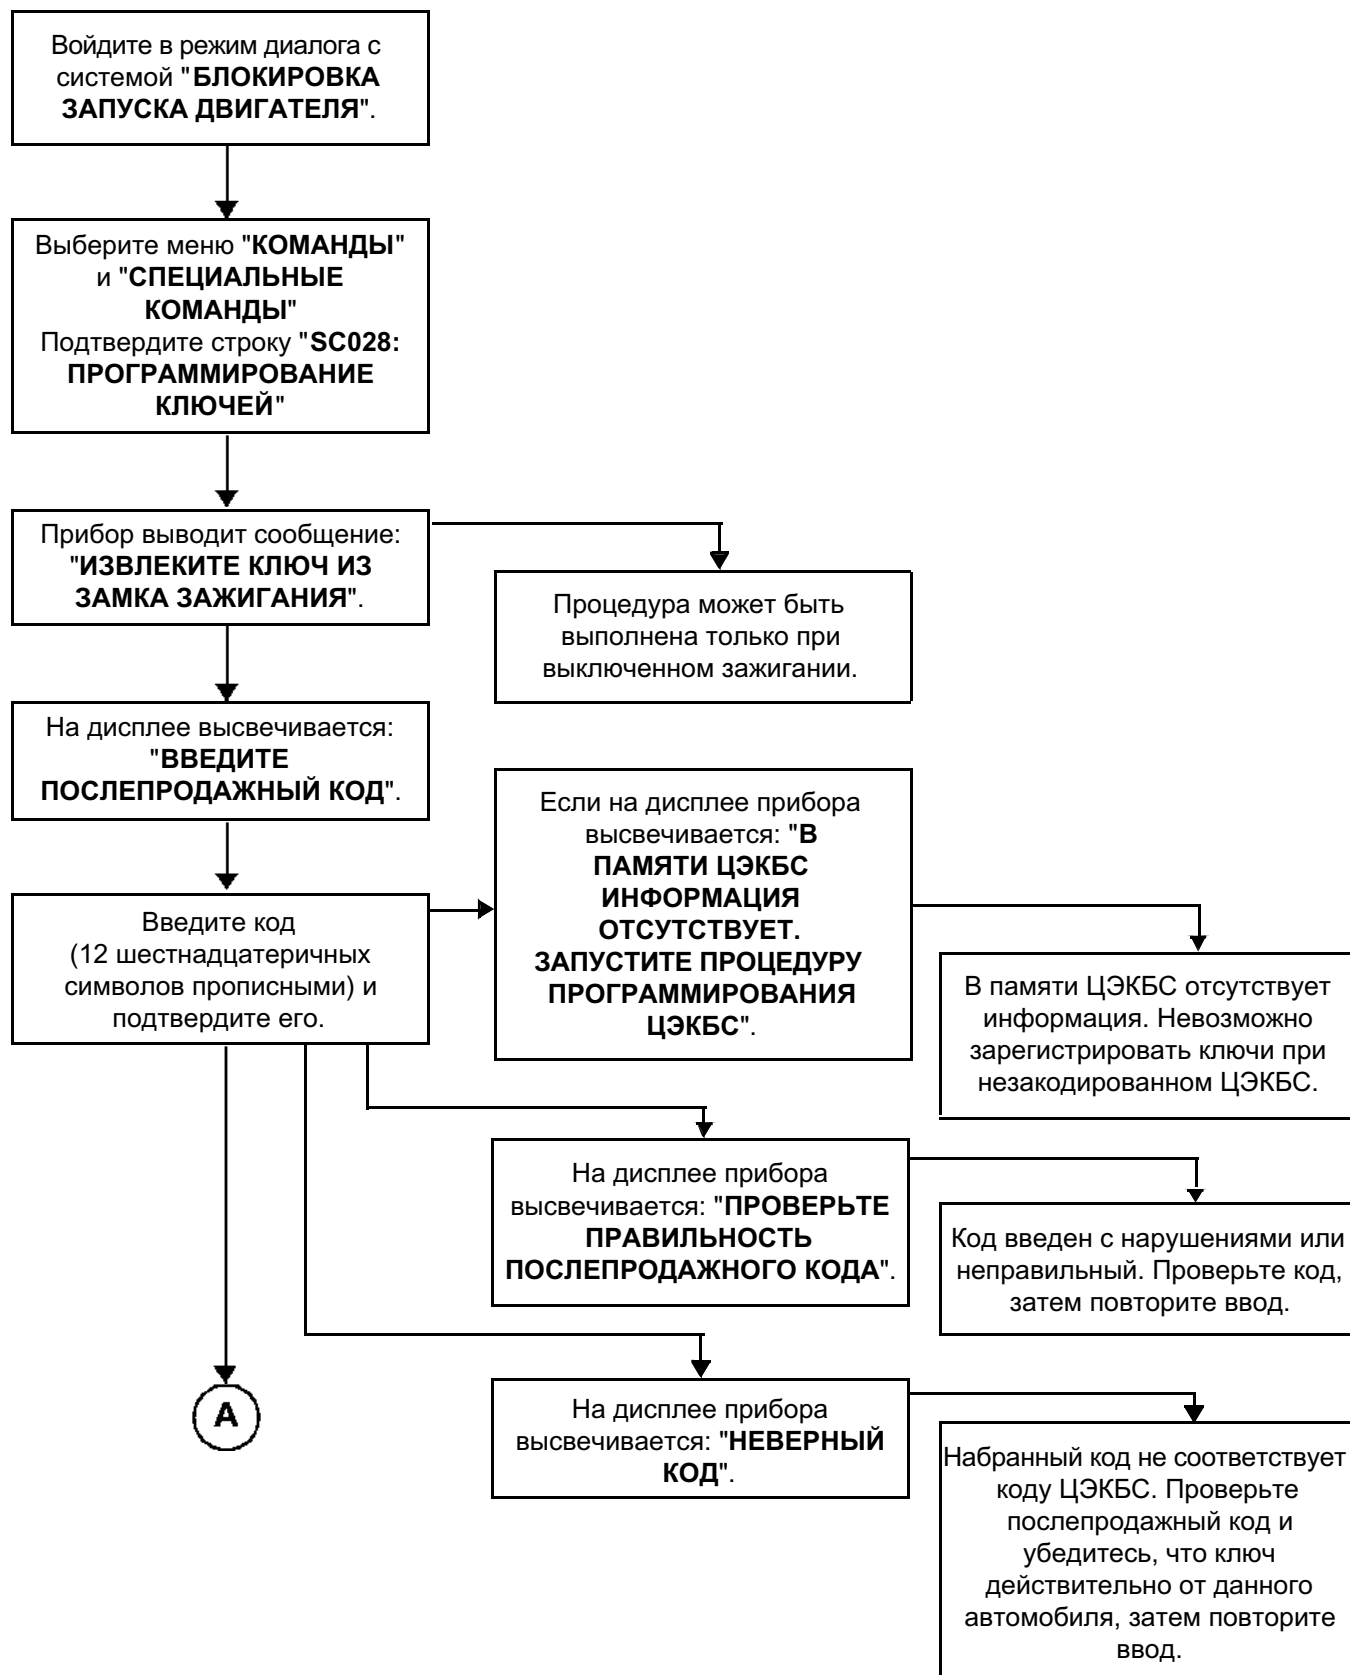 Войдите в режим диалога с
системой "БЛОКИРОВКА
ЗАПУСКА ДВИГАТЕЛЯ".
Выберите меню "КОМАНДЫ"
и "СПЕЦИАЛЬНЫЕ
КОМАНДЫ"
Подтвердите строку "SC028:
ПРОГРАММИРОВАНИЕ
КЛЮЧЕЙ"
Прибор выводит сообщение:
"ИЗВЛЕКИТЕ КЛЮЧ ИЗ
ЗАМКА ЗАЖИГАНИЯ".
Процедура может быть
выполнена только при
выключенном зажигании.
На дисплее высвечивается:
"ВВЕДИТЕ
ПОСЛЕПРОДАЖНЫЙ КОД".
Введите код
(12 шестнадцатеричных
символов прописными) и
подтвердите его.
Если на дисплее прибора
высвечивается: "В
ПАМЯТИ ЦЭКБС
ИНФОРМАЦИЯ
ОТСУТСТВУЕТ.
ЗАПУСТИТЕ ПРОЦЕДУРУ
ПРОГРАММИРОВАНИЯ
ЦЭКБС".
В памяти ЦЭКБС отсутствует
информация. Невозможно
зарегистрировать ключи при
незакодированном ЦЭКБС.
На дисплее прибора
высвечивается: "ПРОВЕРЬТЕ
ПРАВИЛЬНОСТЬ
ПОСЛЕПРОДАЖНОГО КОДА".
Код введен с нарушениями или
неправильный. Проверьте код,
затем повторите ввод.
A
На дисплее прибора
высвечивается: "НЕВЕРНЫЙ
КОД".
Набранный код не соответствует
коду ЦЭКБС. Проверьте
послепродажный код и
убедитесь, что ключ
действительно от данного
автомобиля, затем повторите
ввод.